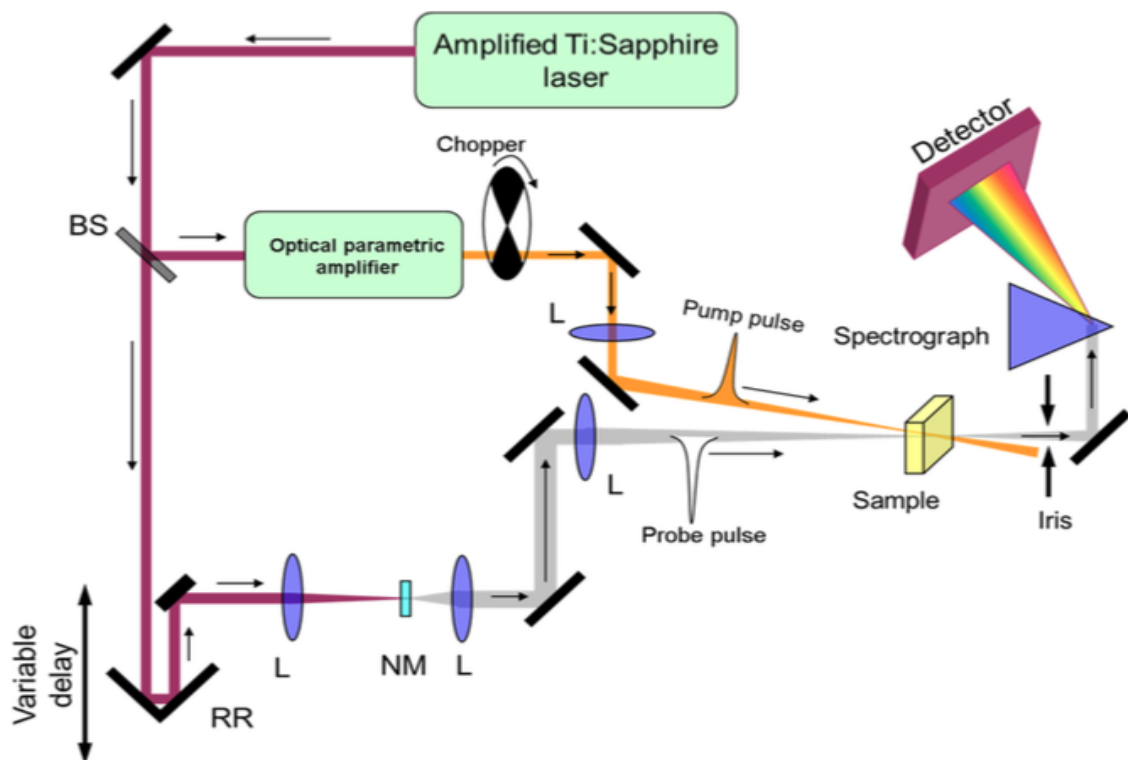 Amplified Ti:Sapphire
laser
Chopper
Detector
BS
Optical parametric
amplifier
L
Pump pulse
Spectrograph
L
Sample
Iris
Probe pulse
Variable
delay
L
NM
L
RR